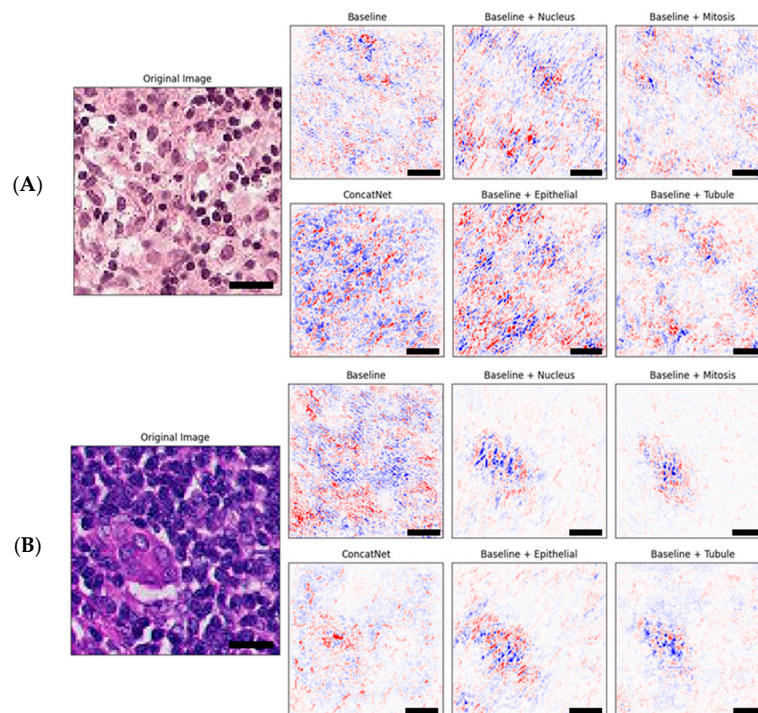 (A)
Original Image
Baseline
Baseline + Nucleus
Baseline + Mitosis
ConcatNet
Baseline + Epithelial
Baseline + Tubule
(B)
Original Image
Baseline
Baseline + Nucleus
Baseline + Mitosis
ConcatNet
Baseline + Epithelial
Baseline + Tubule